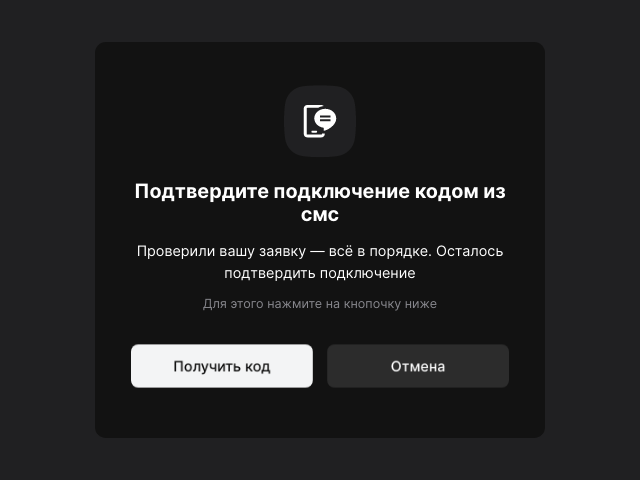 Подтвердите подключение кодом из
смс
Проверили вашу заявку — всё в порядке. Осталось
подтвердить подключение
Для этого нажмите на кнопочку ниже
Получить код
Отмена